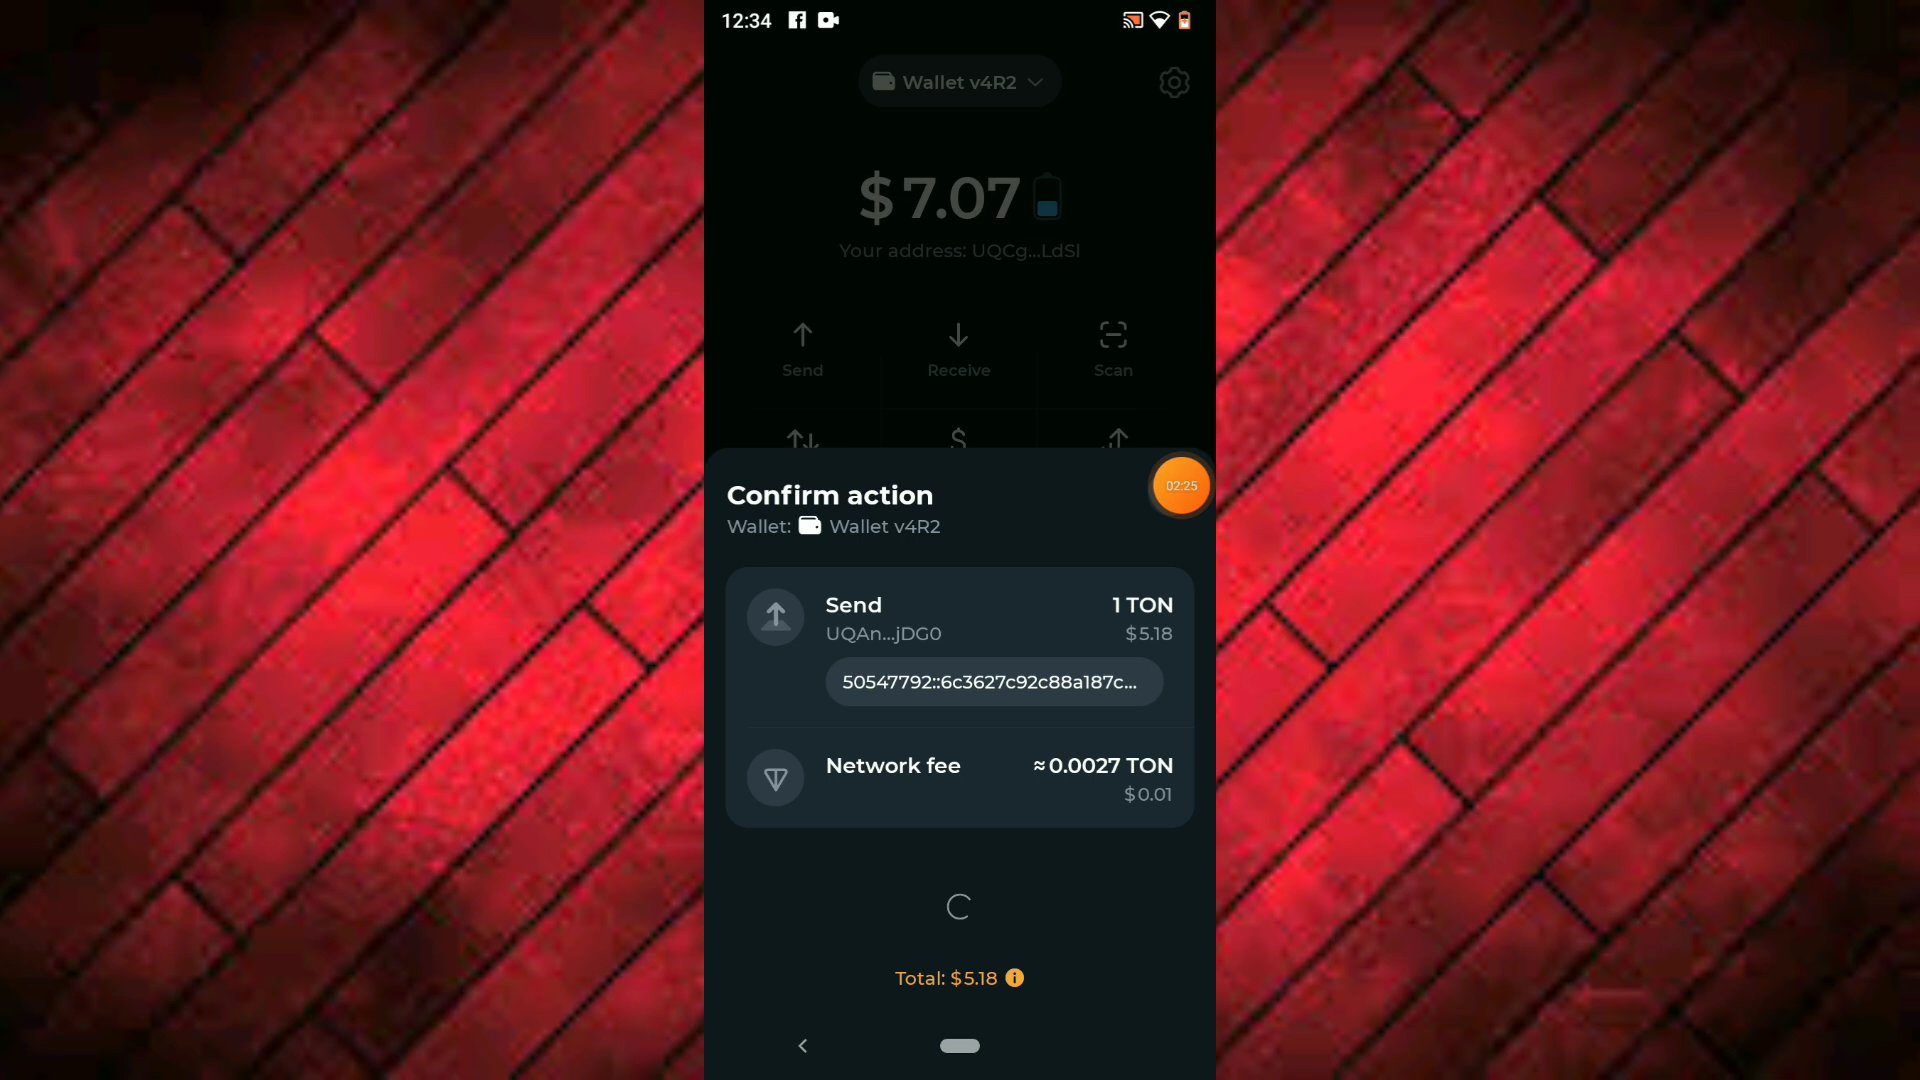 12:34
Wallet v4R2
$7.07
Your address: UQCg...LdSl
Send
Receive
Scan
$
Confirm action
02:25
Wallet: Wallet v4R2
Send 1 TON
UQAn...jDG0 $5.18
50547792::6c3627c92c88a187c...
Network fee ≈0.0027 TON
$0.01
Total: $5.18